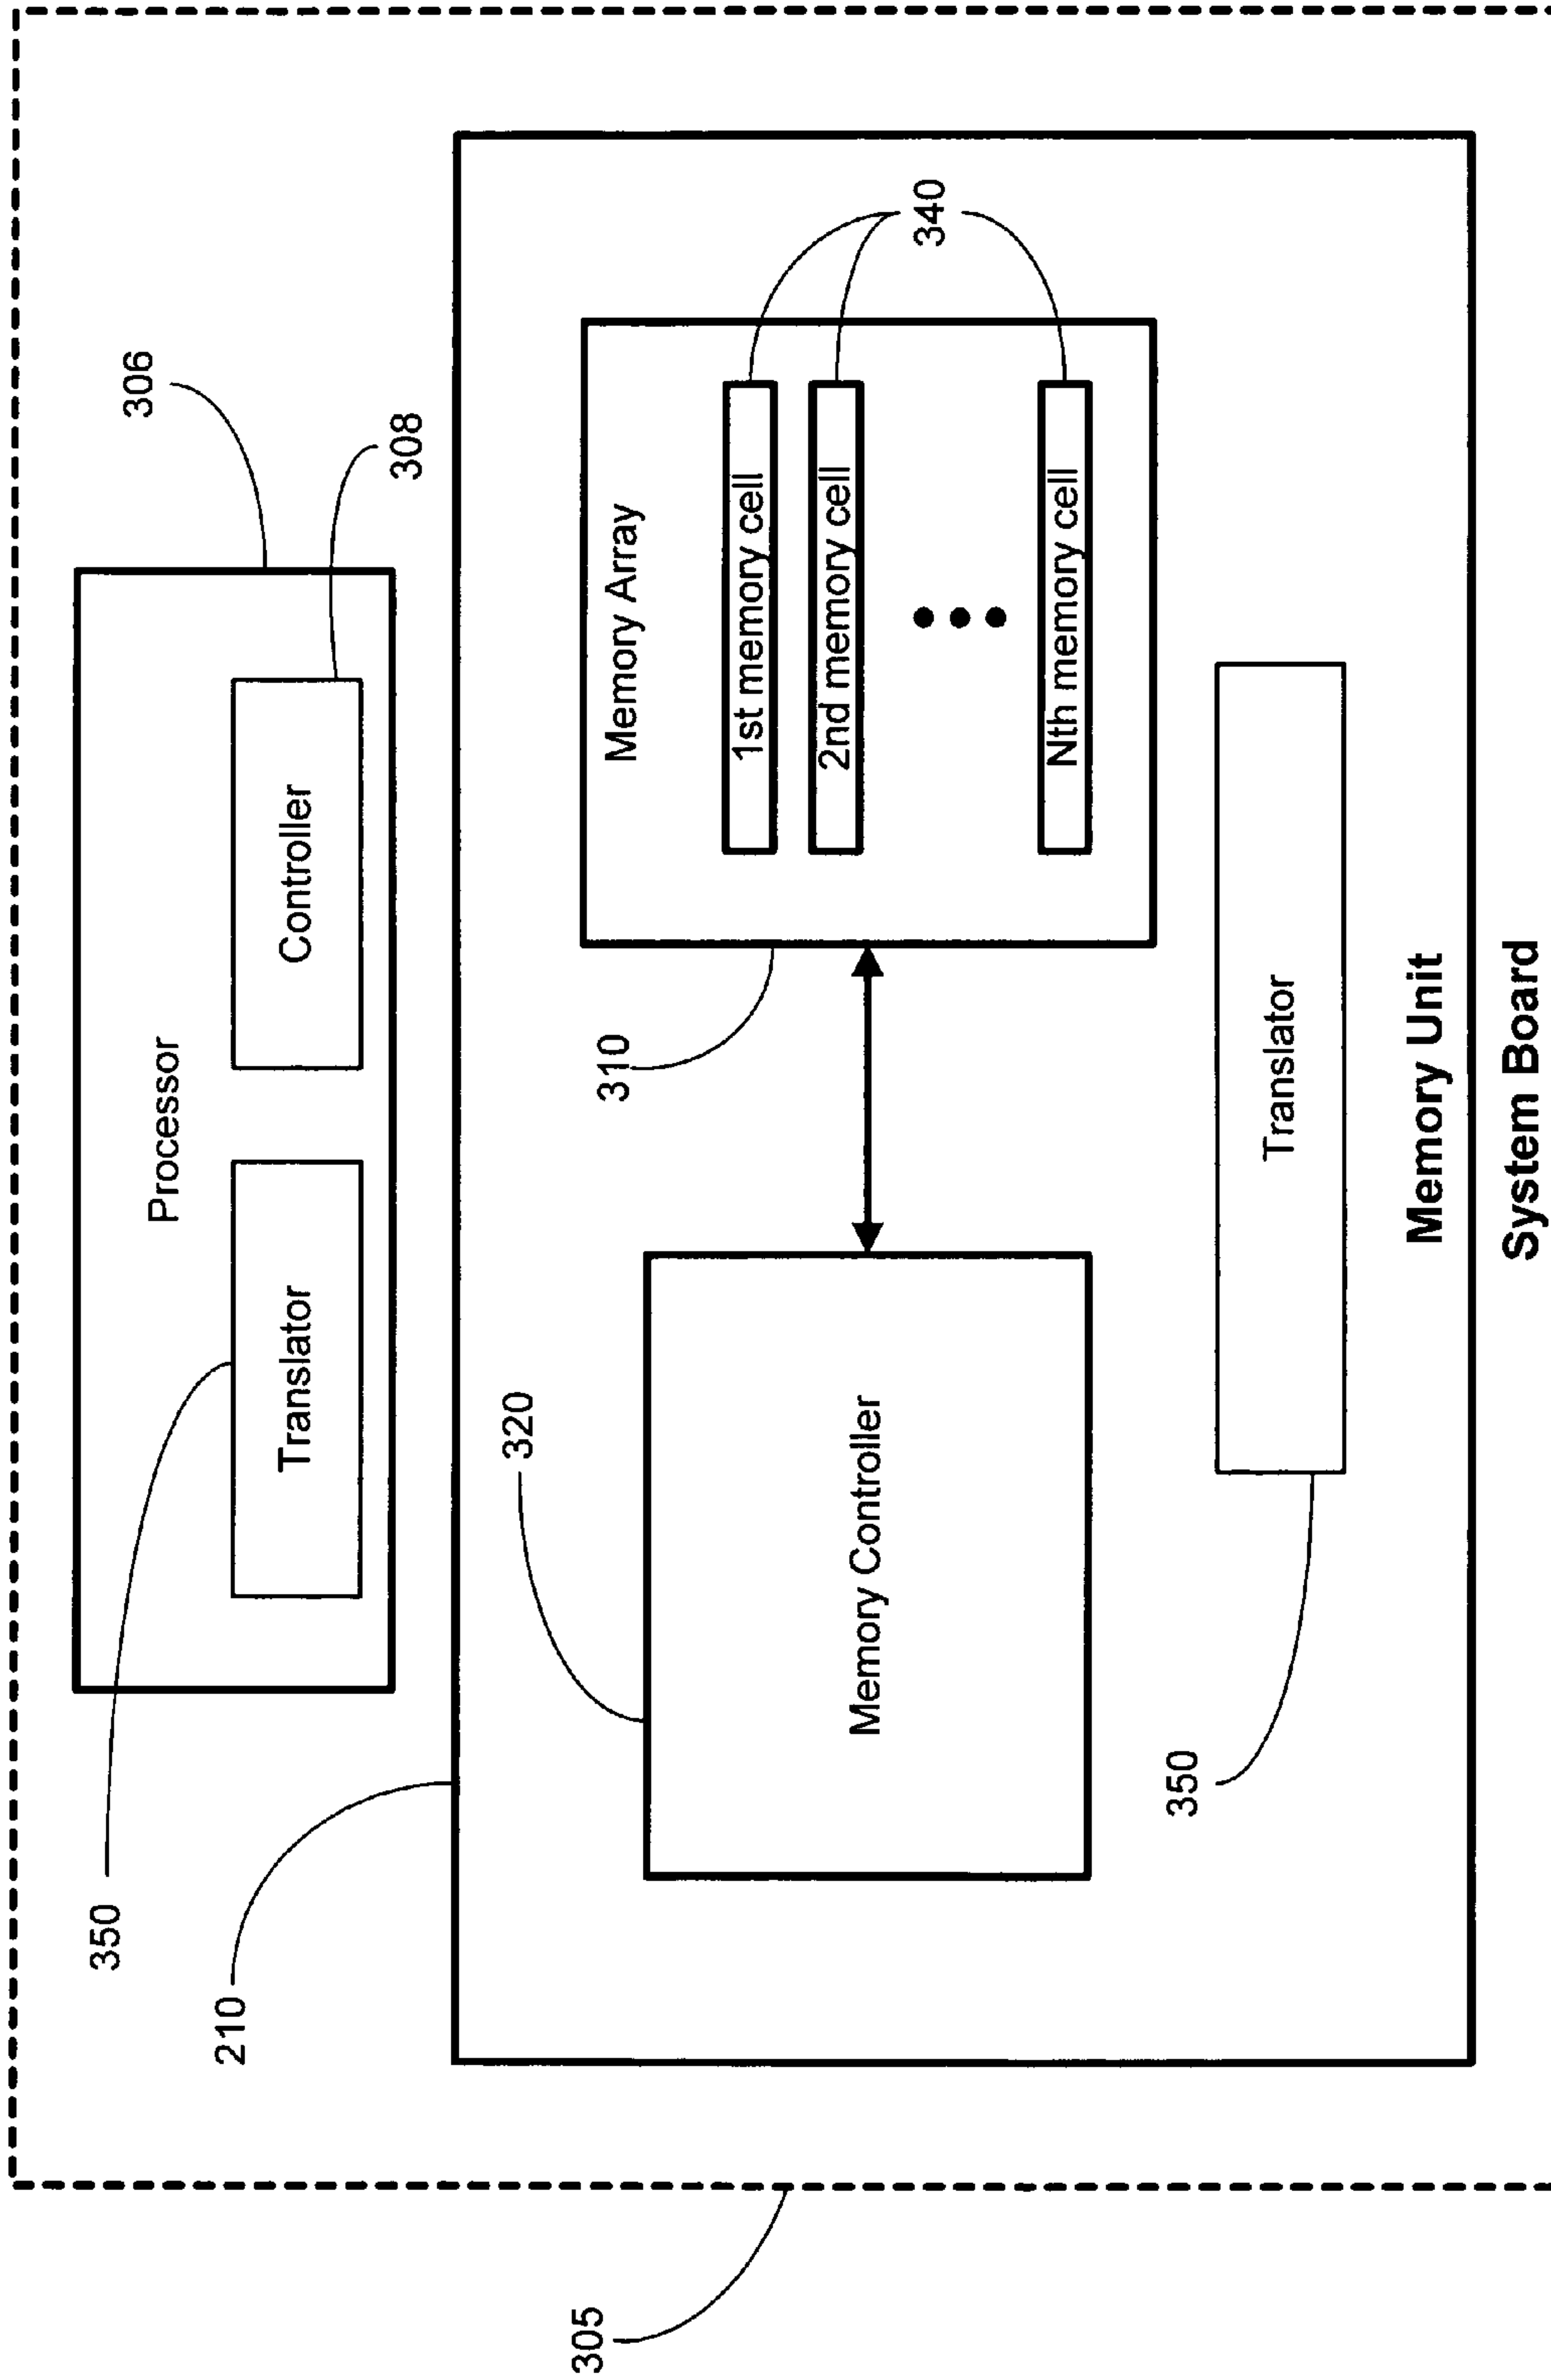 306
350
Processor
Translator
Controller
308
210
320
340
Memory Array
310
1st memory cell
2nd memory cell
Memory Controller
Nth memory cell
350
Translator
305
Memory Unit
System Board